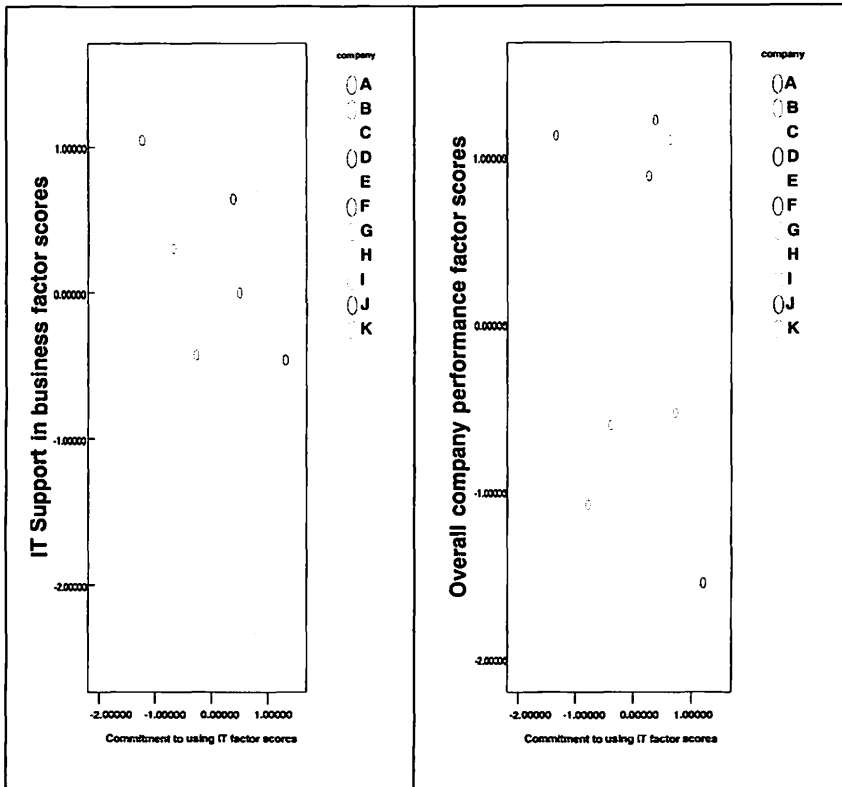 company
A
B
C
D
E
F
G
H
I
J
K
IT Support in business factor scores
1.00000
0.00000
-1.00000
-2.00000
-2.00000 -1.00000 0.00000 1.00000
Commitment to using IT factor scores
company
A
B
C
D
E
F
G
H
I
J
K
Overall company performance factor scores
1.00000
0.00000
-1.00000
-2.00000
-2.00000 -1.00000 0.00000 1.00000
Commitment to using IT factor scores